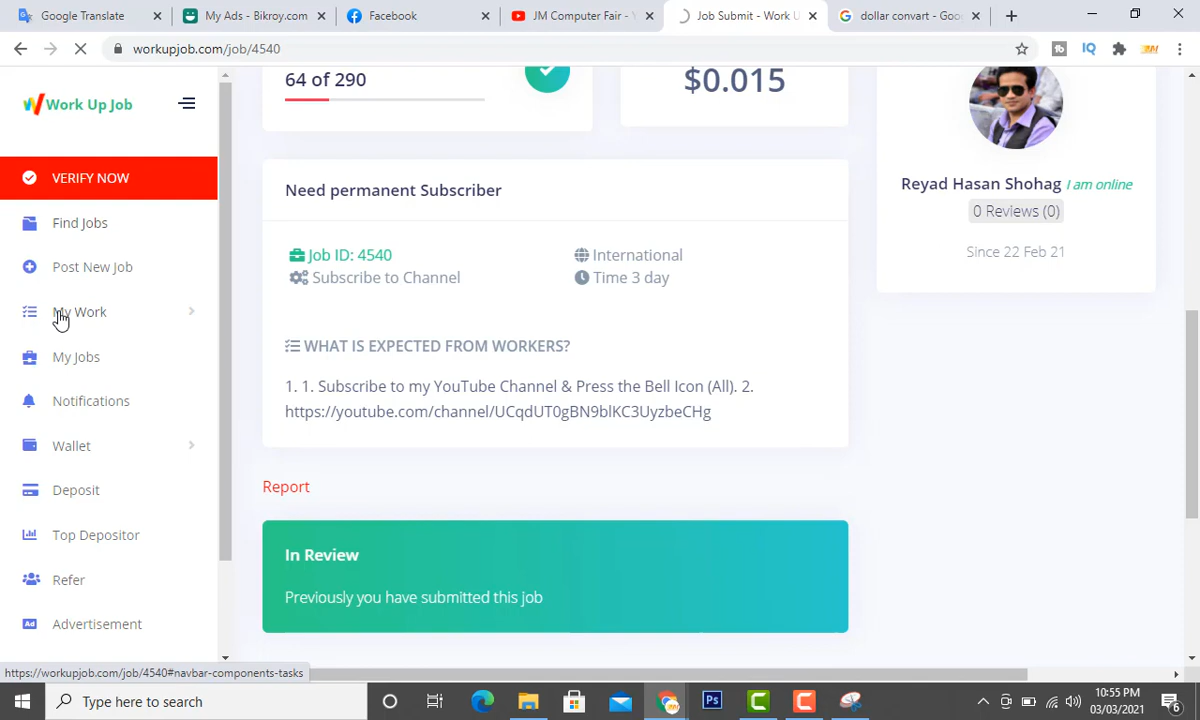 Google Translate
My Ads - Bikroy.com
Facebook
JM Computer Fair - Y
Job Submit - Work U
dollar convart - Goo
workupjob.com/job/4540
Work Up Job
VERIFY NOW
Find Jobs
Post New Job
My Work
My Jobs
Notifications
Wallet
Deposit
Top Depositor
Refer
Advertisement
64 of 290
$0.015
Need permanent Subscriber
Job ID: 4540
International
Subscribe to Channel
Time 3 day
WHAT IS EXPECTED FROM WORKERS?
1. 1. Subscribe to my YouTube Channel & Press the Bell Icon (All). 2.
https://youtube.com/channel/UCqdUT0gBN9blKC3UyzbeCHg
Report
In Review
Previously you have submitted this job
Reyad Hasan Shohag I am online
0 Reviews (0)
Since 22 Feb 21
https://workupjob.com/job/4540#navbar-components-tasks
Type here to search
10:55 PM
03/03/2021
6